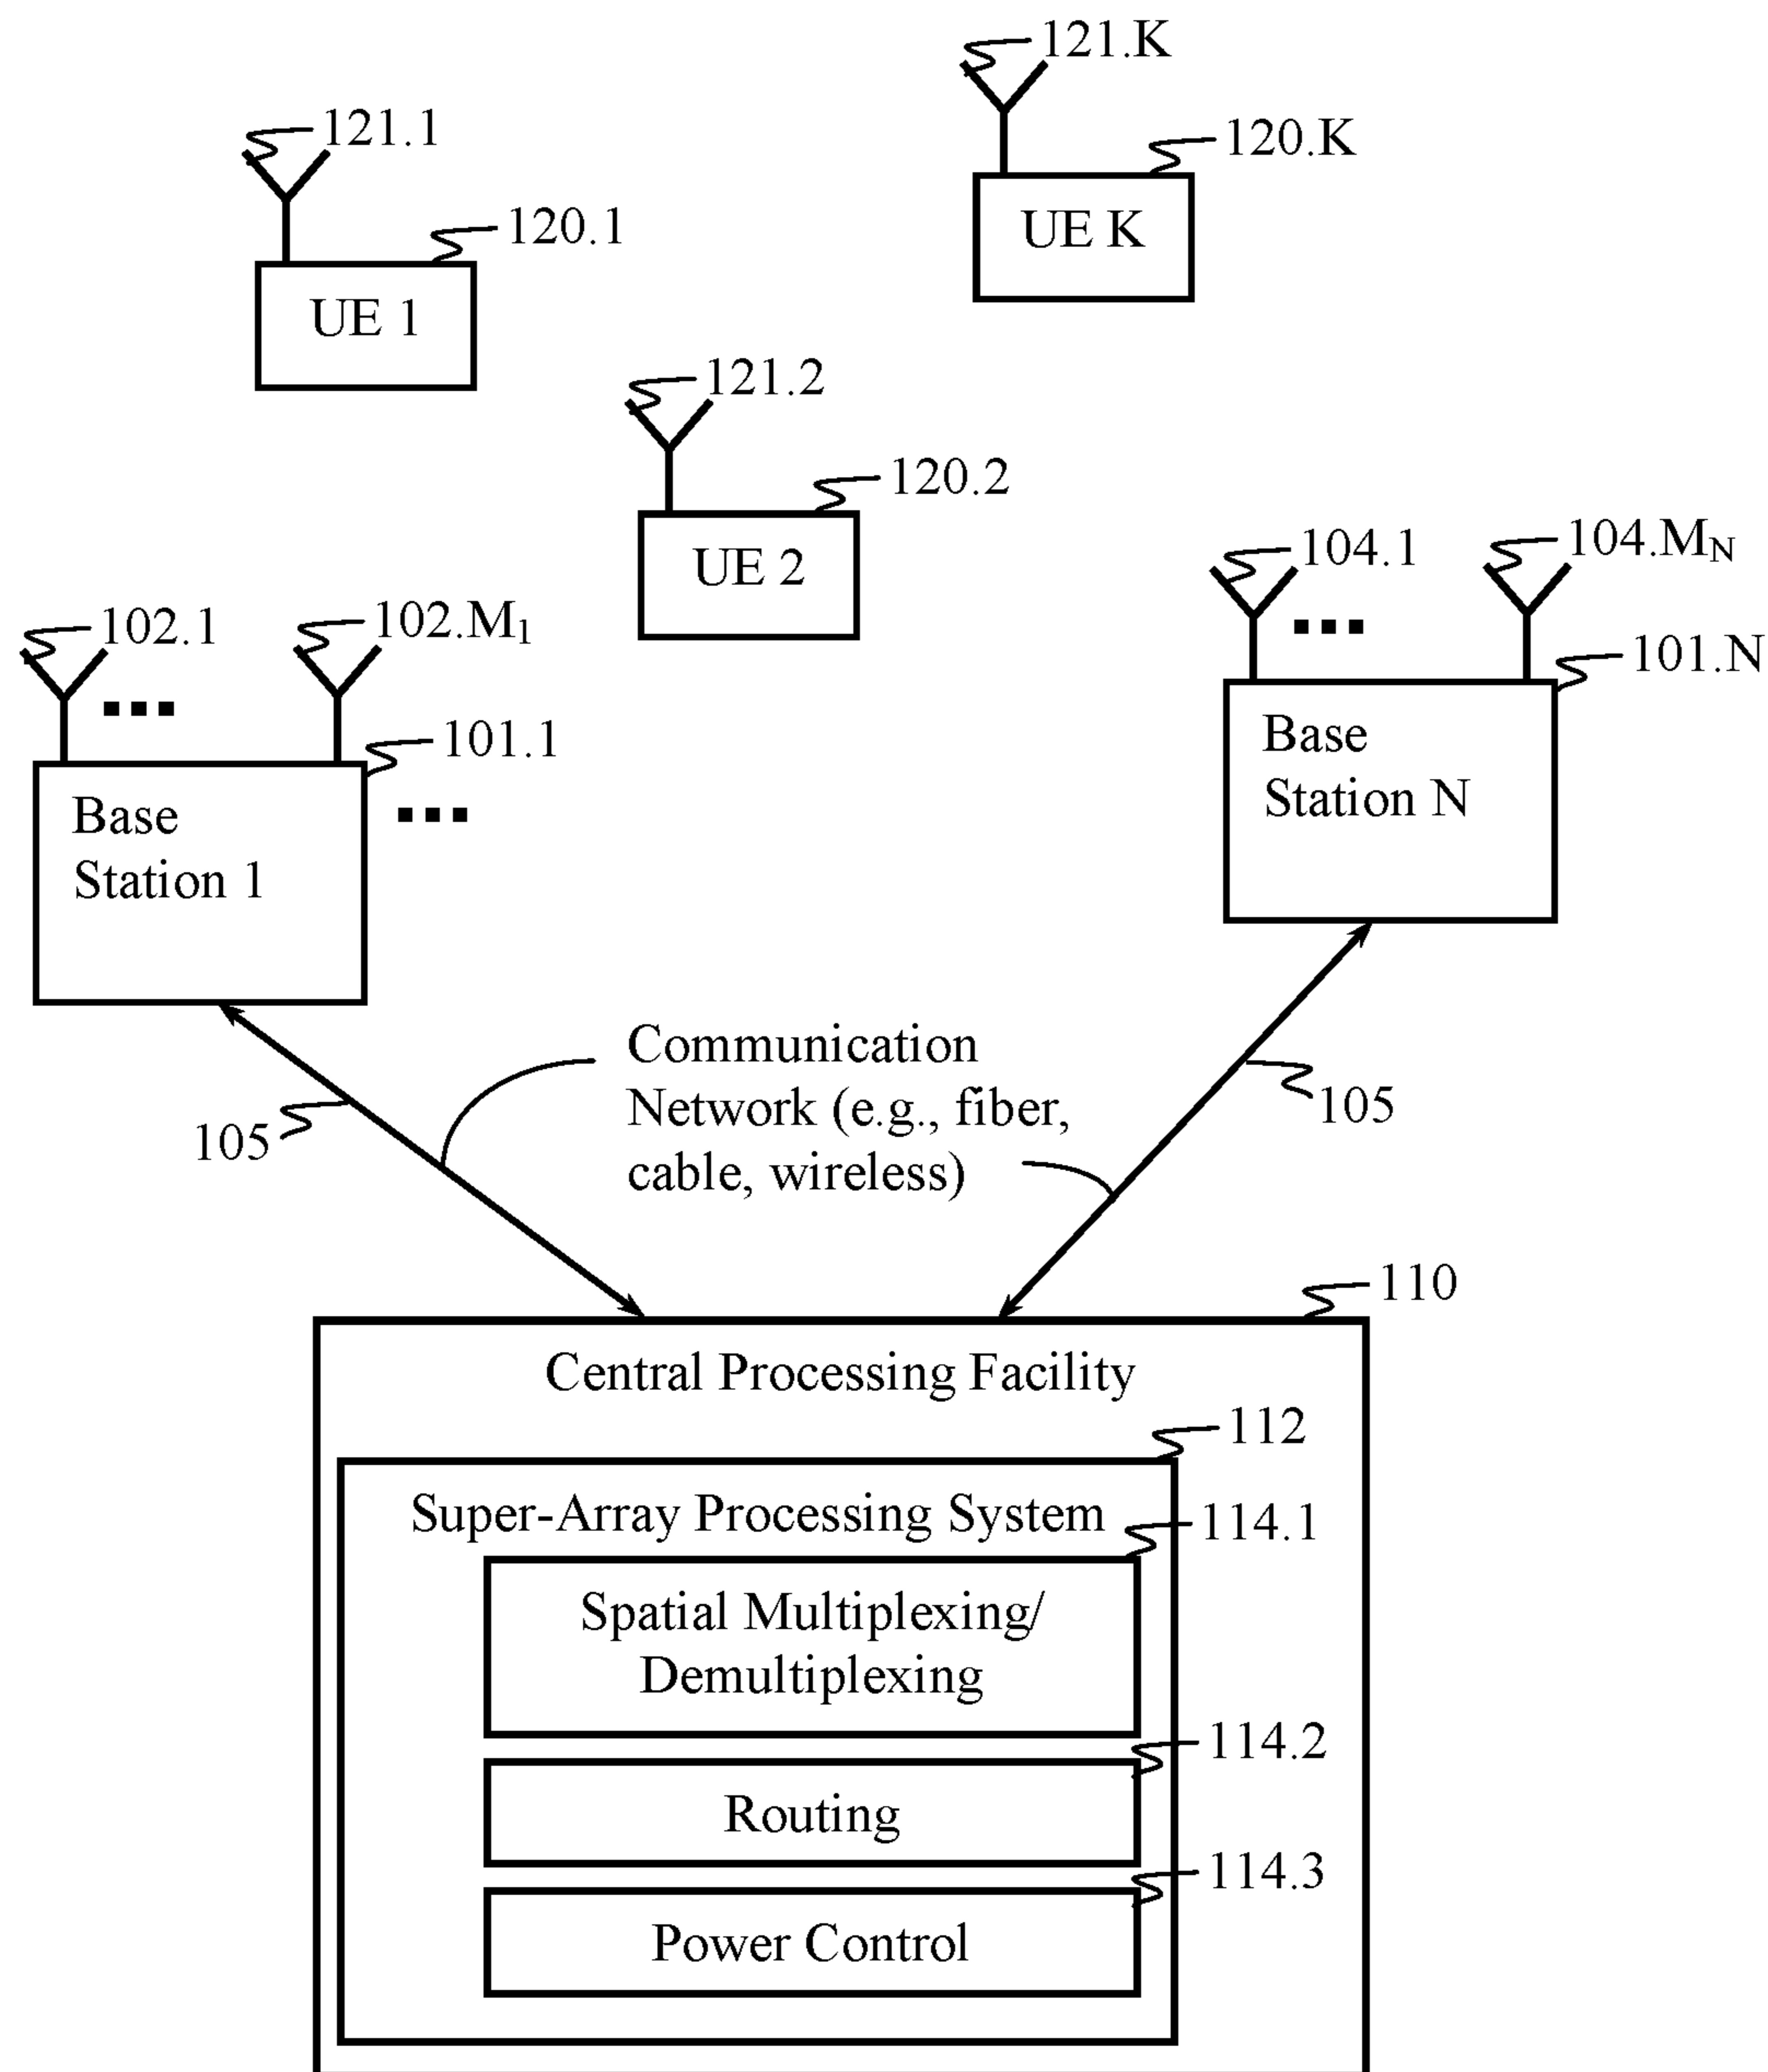 121.K
121.1
120.K
120.1
UE K
UE 1
121.2
120.2
UE 2
104.1
104.M_N
102.1
102.M_1
101.N
101.1
Base
Station N
Base
Station 1
Communication
Network (e.g., fiber,
cable, wireless)
105
105
110
Central Processing Facility
112
Super-Array Processing System
114.1
Spatial Multiplexing/
Demultiplexing
114.2
Routing
114.3
Power Control